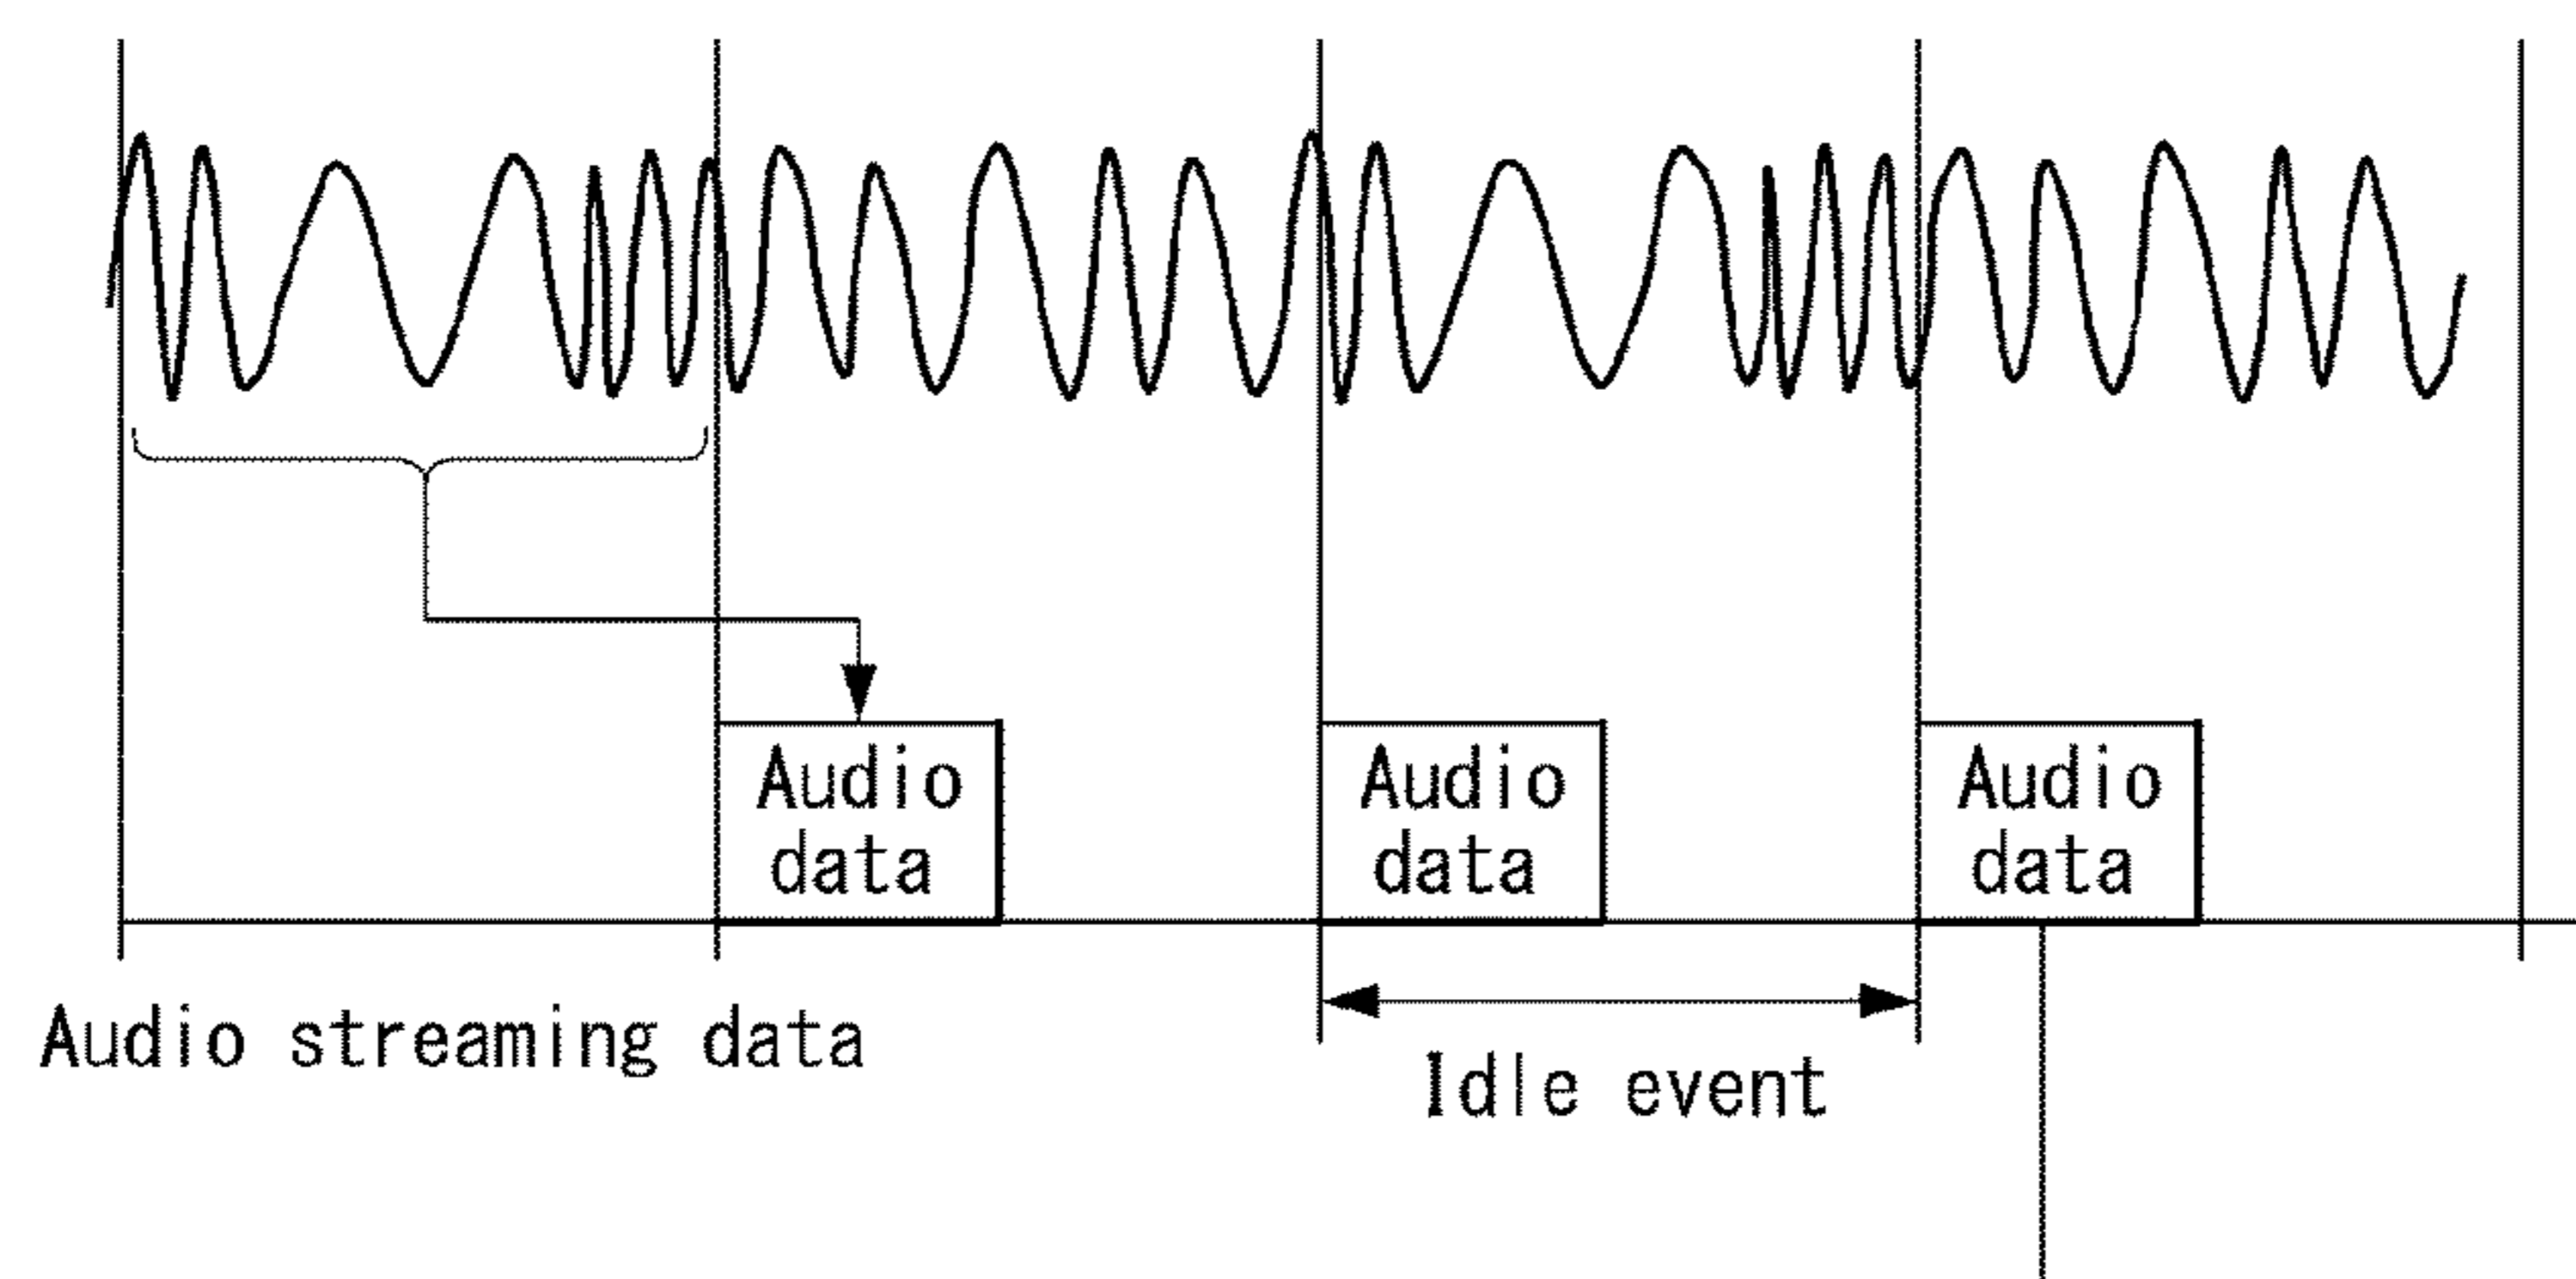 Audio
data
Audio
data
Audio
data
Audio streaming data
Idle event